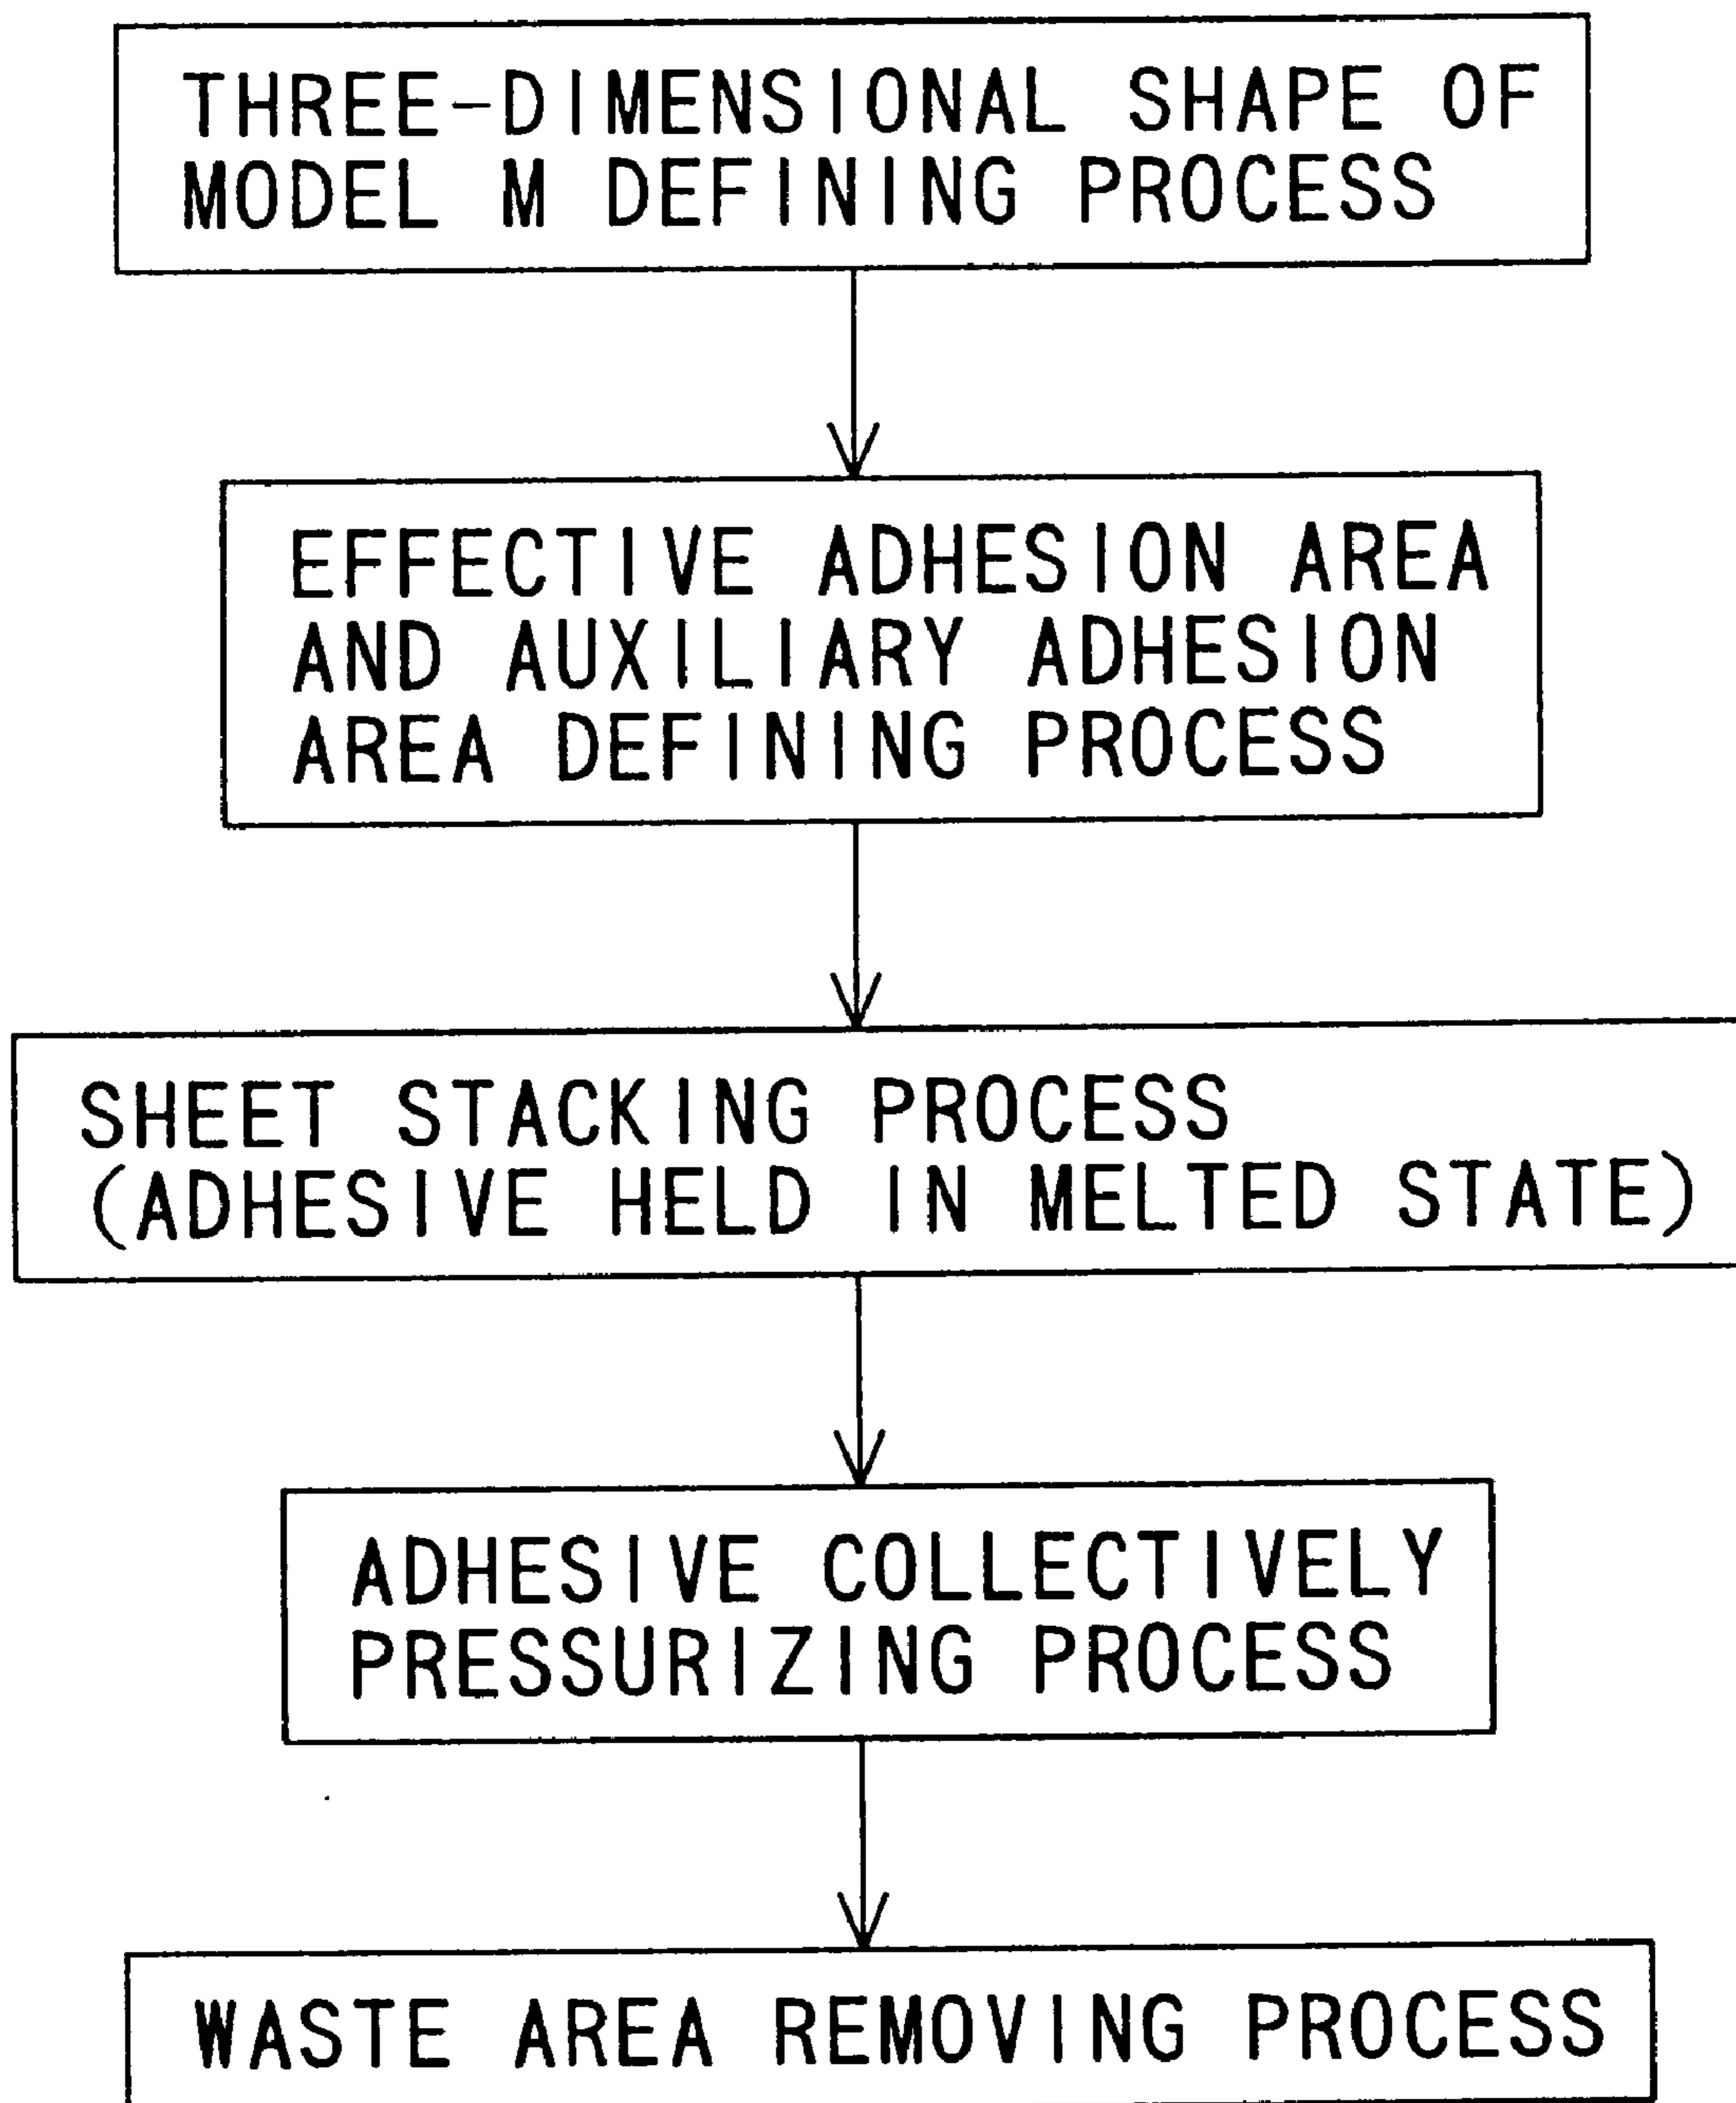 THREE-DIMENSIONAL SHAPE OF
MODEL M DEFINING PROCESS
EFFECTIVE ADHESION AREA
AND AUXILIARY ADHESION
AREA DEFINING PROCESS
SHEET STACKING PROCESS
(ADHESIVE HELD IN MELTED STATE)
ADHESIVE COLLECTIVELY
PRESSURIZING PROCESS
WASTE AREA REMOVING PROCESS